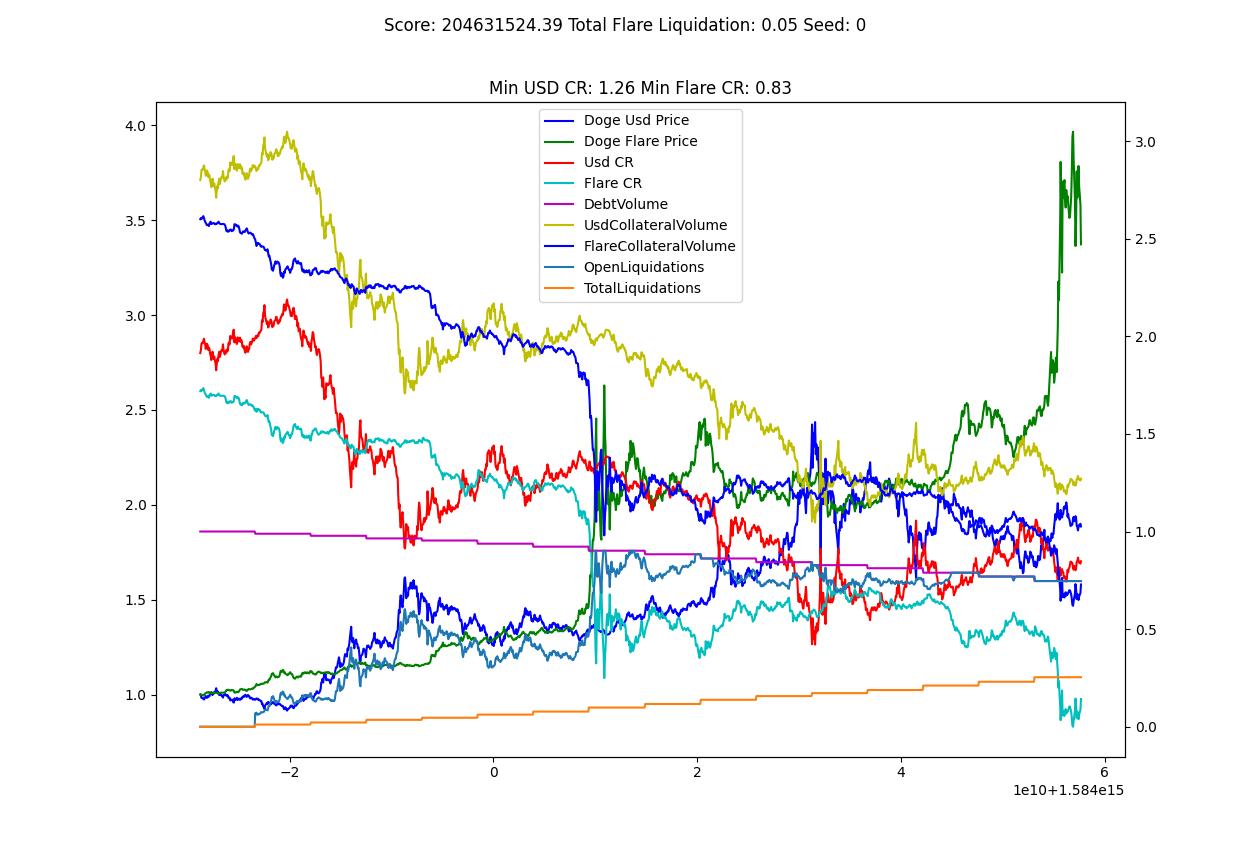 Score: 204631524.39 Total Flare Liquidation: 0.05 Seed: 0
Min USD CR: 1.26 Min Flare CR: 0.83
Doge Usd Price
Doge Flare Price
Usd CR
Flare CR
DebtVolume
UsdCollateralVolume
FlareCollateralVolume
OpenLiquidations
TotalLiquidations
4.0
3.5
3.0
2.5
2.0
1.5
1.0
3.0
2.5
2.0
1.5
1.0
0.5
0.0
−2
0
2
4
6
1e10+1.584e15